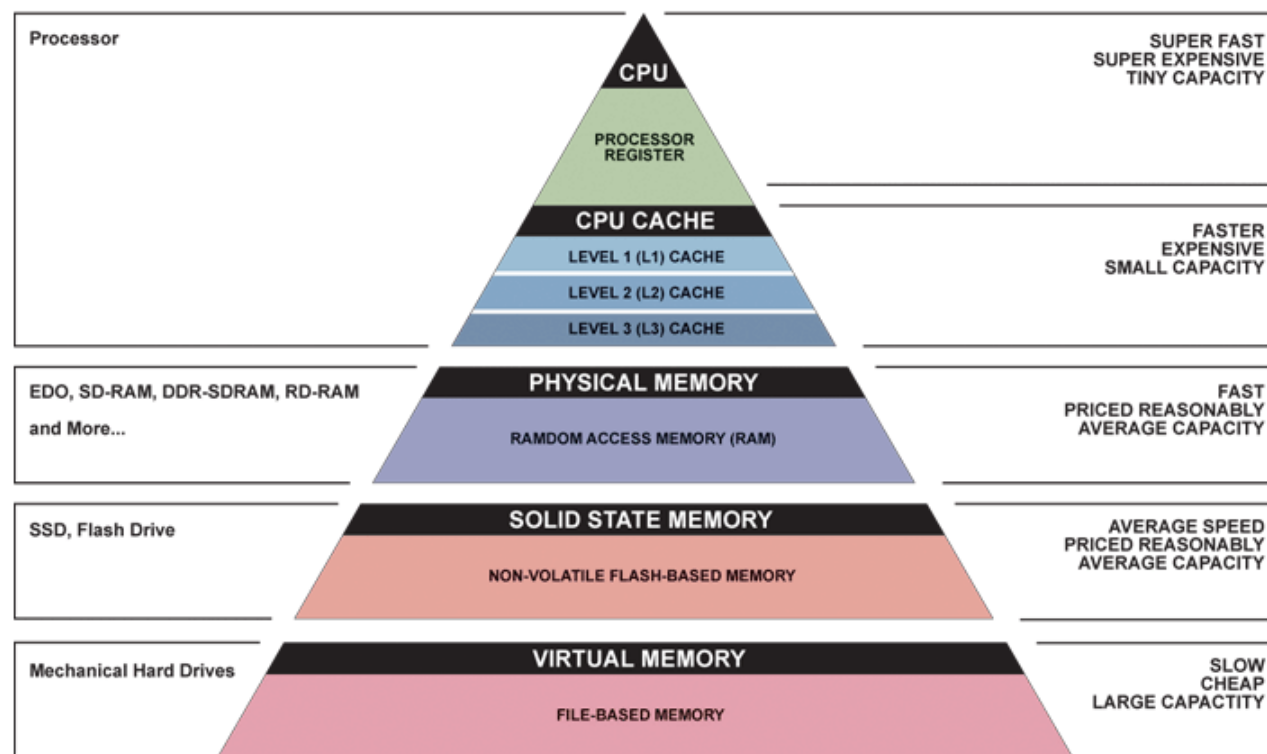 Processor
CPU
SUPER FAST
SUPER EXPENSIVE
TINY CAPACITY
PROCESSOR
REGISTER
CPU CACHE
LEVEL 1 (L1) CACHE
LEVEL 2 (L2) CACHE
LEVEL 3 (L3) CACHE
FASTER
EXPENSIVE
SMALL CAPACITY
EDO, SD-RAM, DDR-SDRAM, RD-RAM
and More...
PHYSICAL MEMORY
RAMDOM ACCESS MEMORY (RAM)
FAST
PRICED REASONABLY
AVERAGE CAPACITY
SSD, Flash Drive
SOLID STATE MEMORY
NON-VOLATILE FLASH-BASED MEMORY
AVERAGE SPEED
PRICED REASONABLY
AVERAGE CAPACITY
Mechanical Hard Drives
VIRTUAL MEMORY
FILE-BASED MEMORY
SLOW
CHEAP
LARGE CAPACTITY